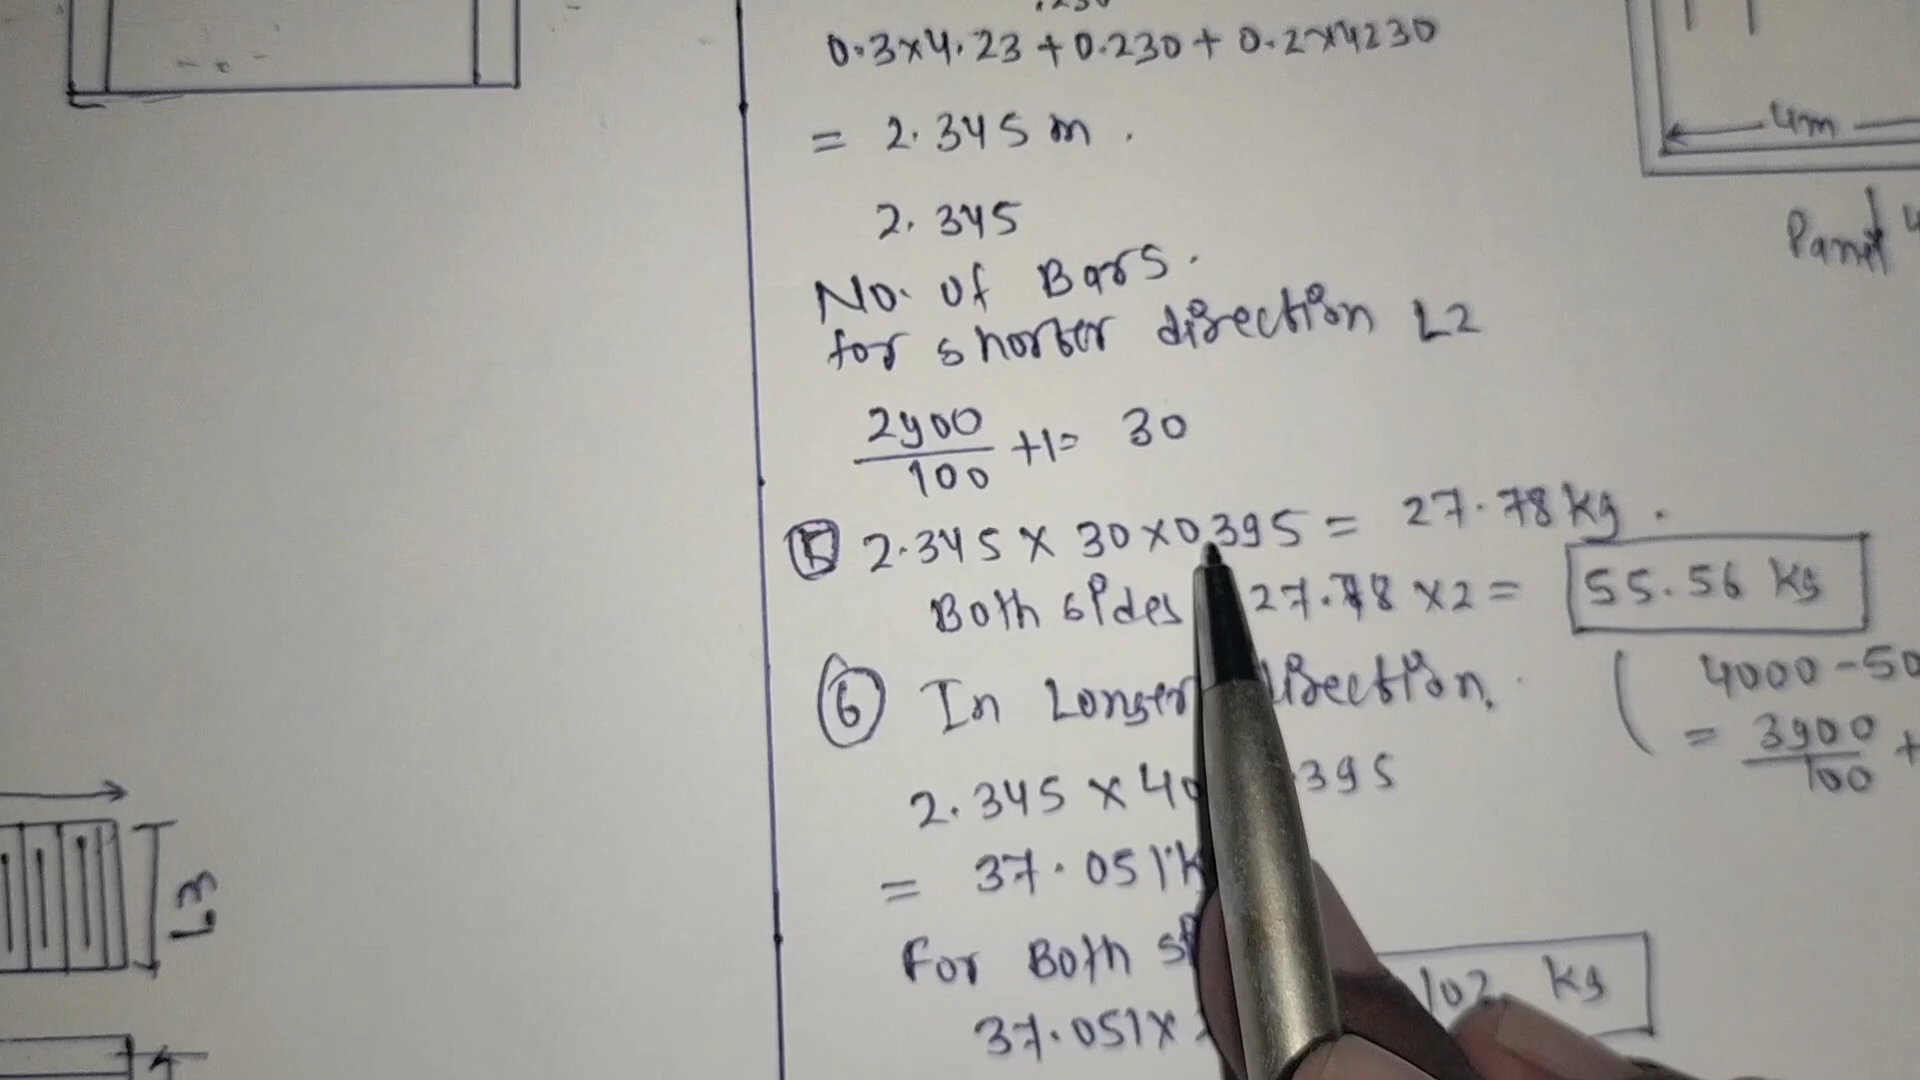 0.3×4.23+0.230+0.2×4230
= 2.345 m.
2.345
No. of Bars.
for shorter direction L2
2900
100
+1= 30
5 2.345 × 30 ×0.395 = 27.78 kg.
Both sides 27.78 ×2 = 55.56 kg
6 In Longer direction.
2.345 × 40 395
= 37.051 k
For Both
37.051× 102 kg
4000-50
= 3900
100
+
4m
Panel
L3